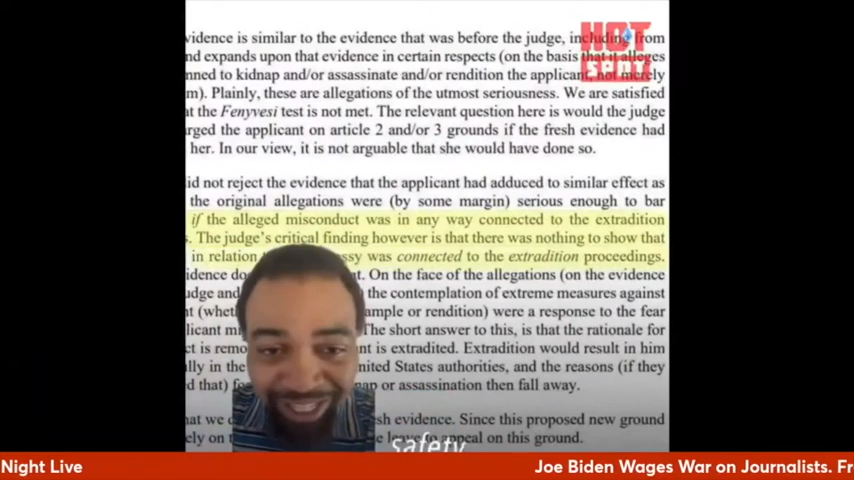 HOT
SPOT
vidence is similar to the evidence that was before the judge, including from
nd expands upon that evidence in certain respects (on the basis that it alleges
nned to kidnap and/or assassinate and/or rendition the applicant, not merely
m). Plainly, these are allegations of the utmost seriousness. We are satisfied
at the Fenyvesi test is not met. The relevant question here is would the judge
arged the applicant on article 2 and/or 3 grounds if the fresh evidence had
her. In our view, it is not arguable that she would have done so.
id not reject the evidence that the applicant had adduced to similar effect as
the original allegations were (by some margin) serious enough to bar
if the alleged misconduct was in any way connected to the extradition
s. The judge's critical finding however is that there was nothing to show that
in relation ssy was connected to the extradition proceedings.
idence do t. On the face of the allegations (on the evidence
udge and the contemplation of extreme measures against
t (wheth ample or rendition) were a response to the fear
licant mi The short answer to this, is that the rationale for
ct is remo nt is extradited. Extradition would result in him
lly in the nited States authorities, and the reasons (if they
d that) fo nap or assassination then fall away.
hat we c sh evidence. Since this proposed new ground
ely on t e leave to appeal on this ground.
safety
Night Live
Joe Biden Wages War on Journalists. Fr